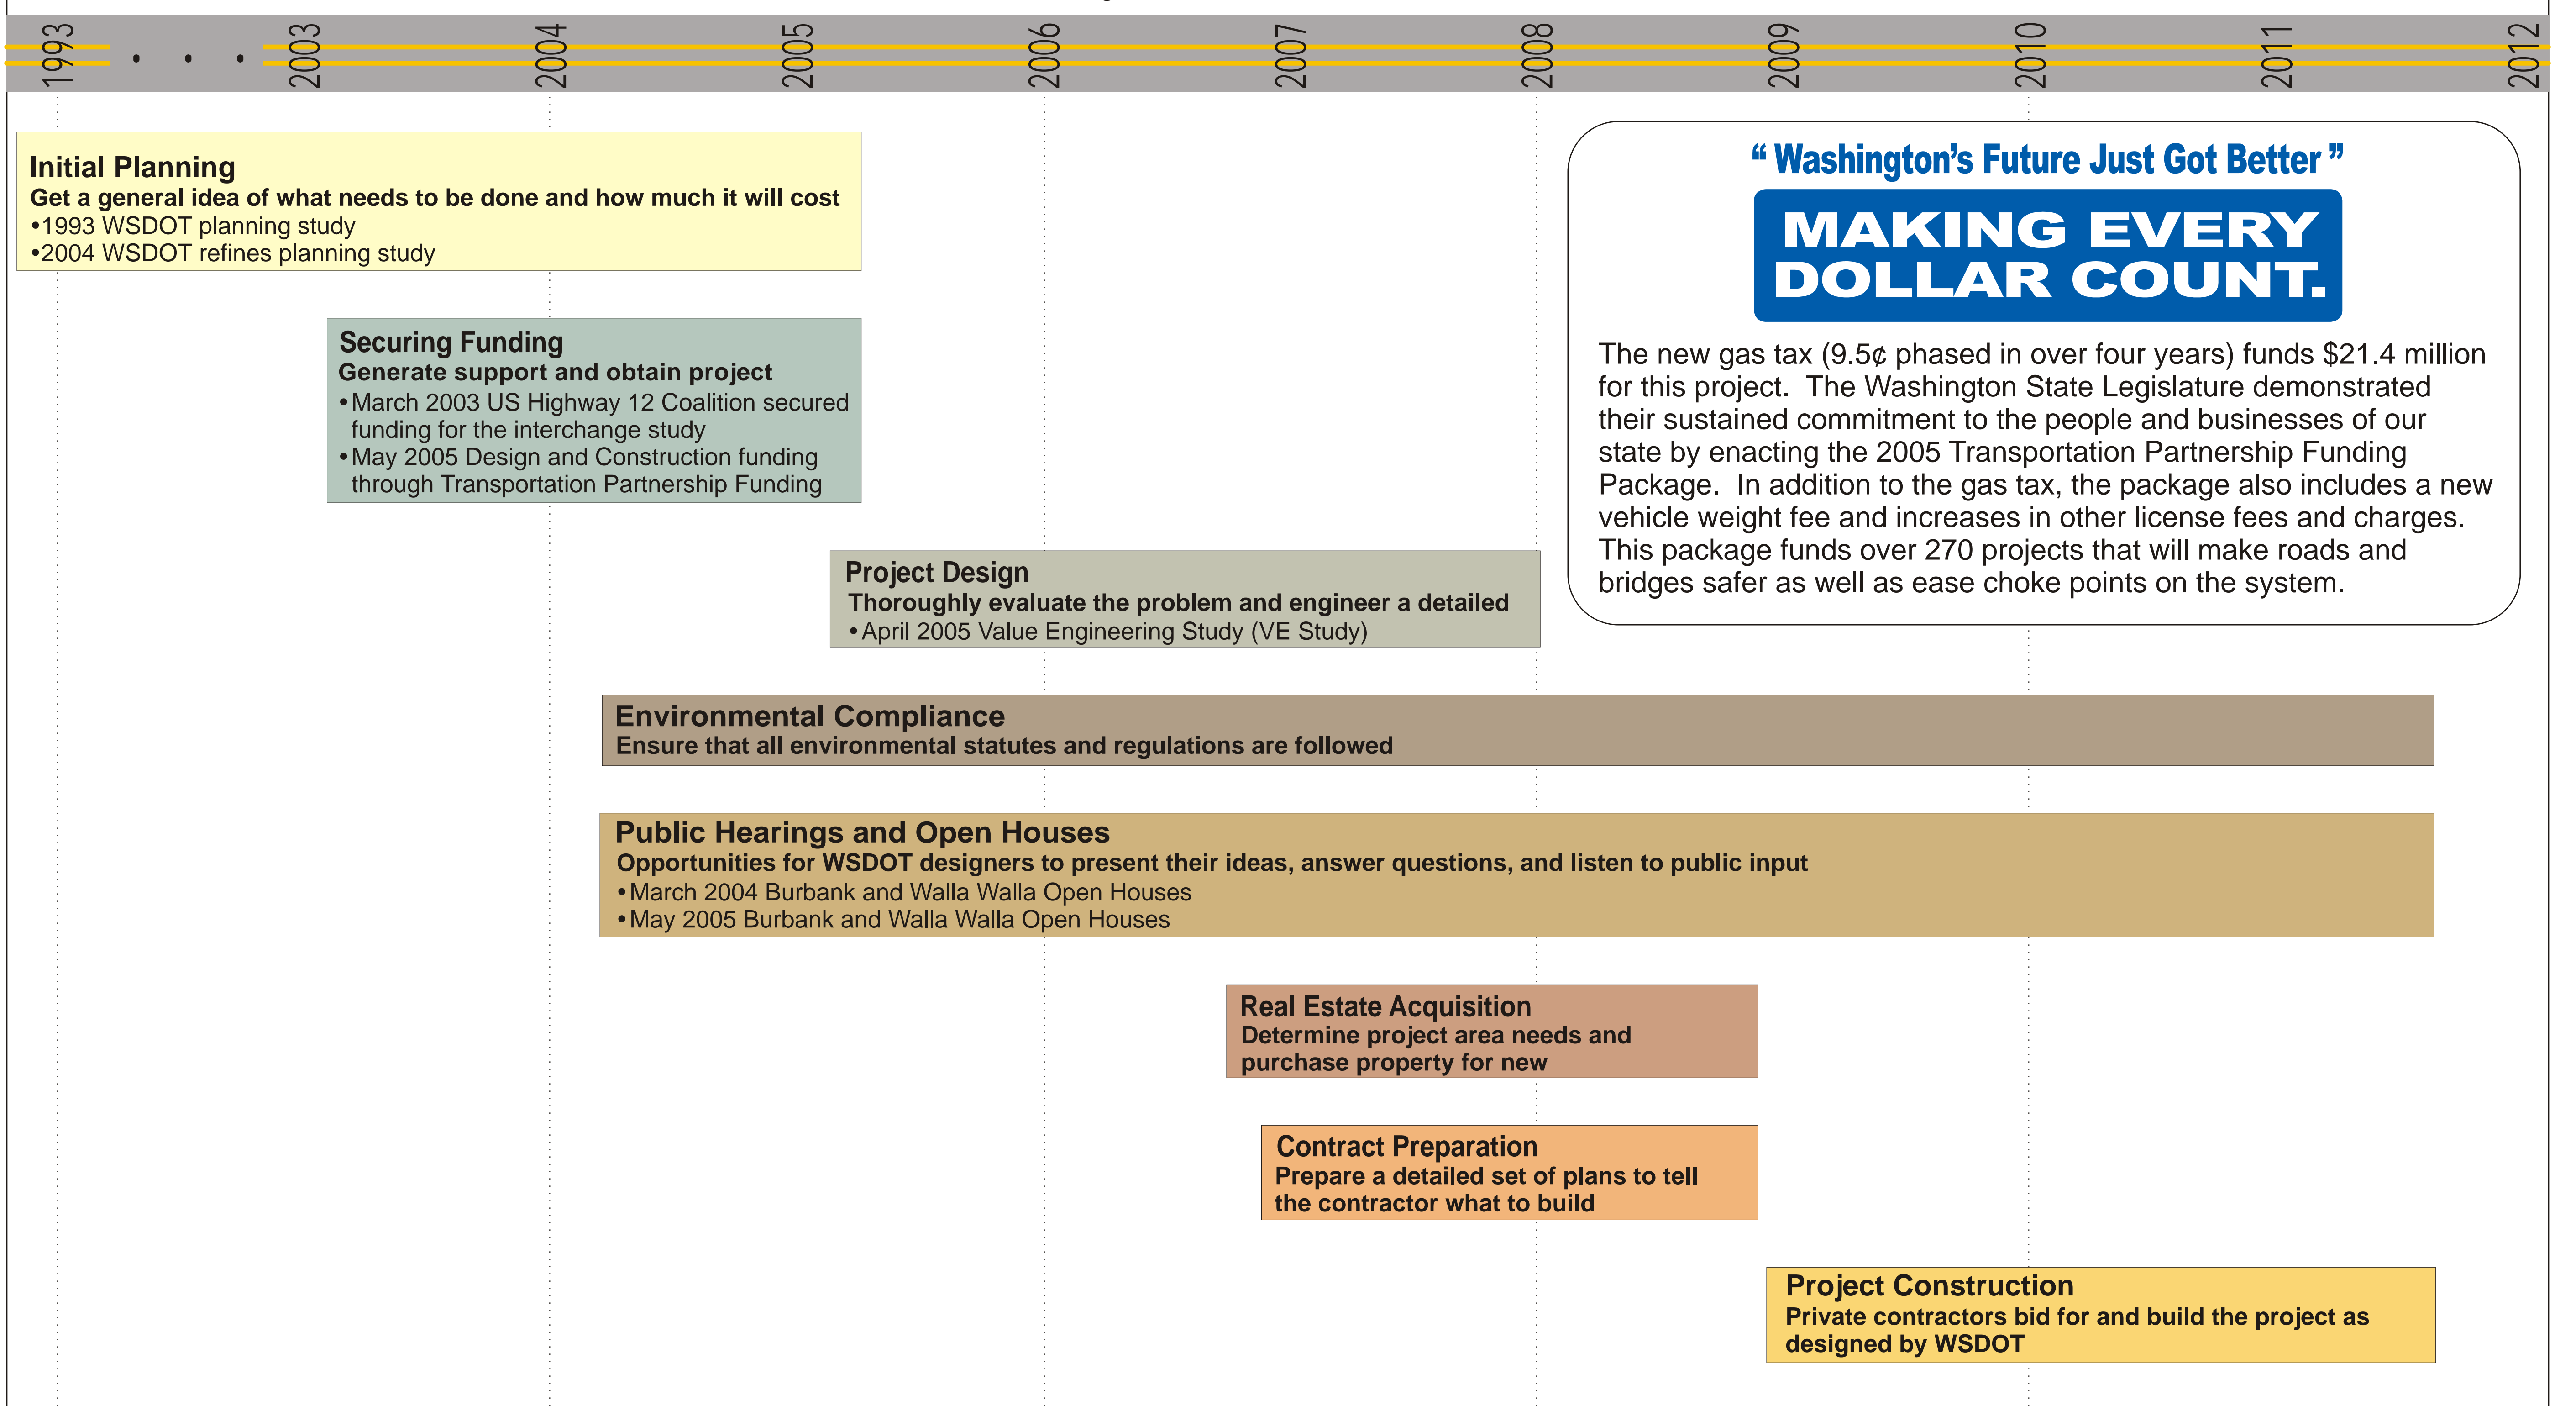 1993 . . . 2003 2004 2005 2006 2007 2008 2009 2010 2011 2012
Initial Planning
Get a general idea of what needs to be done and how much it will cost
•1993 WSDOT planning study
•2004 WSDOT refines planning study
“ Washington’s Future Just Got Better ”
MAKING EVERY
DOLLAR COUNT.
The new gas tax (9.5¢ phased in over four years) funds $21.4 million
for this project.  The Washington State Legislature demonstrated
their sustained commitment to the people and businesses of our
state by enacting the 2005 Transportation Partnership Funding
Package.  In addition to the gas tax, the package also includes a new
vehicle weight fee and increases in other license fees and charges.
This package funds over 270 projects that will make roads and
bridges safer as well as ease choke points on the system.
Securing Funding
Generate support and obtain project
•March 2003 US Highway 12 Coalition secured
funding for the interchange study
•May 2005 Design and Construction funding
through Transportation Partnership Funding
Project Design
Thoroughly evaluate the problem and engineer a detailed
•April 2005 Value Engineering Study (VE Study)
Environmental Compliance
Ensure that all environmental statutes and regulations are followed
Public Hearings and Open Houses
Opportunities for WSDOT designers to present their ideas, answer questions, and listen to public input
•March 2004 Burbank and Walla Walla Open Houses
•May 2005 Burbank and Walla Walla Open Houses
Real Estate Acquisition
Determine project area needs and
purchase property for new
Contract Preparation
Prepare a detailed set of plans to tell
the contractor what to build
Project Construction
Private contractors bid for and build the project as
designed by WSDOT